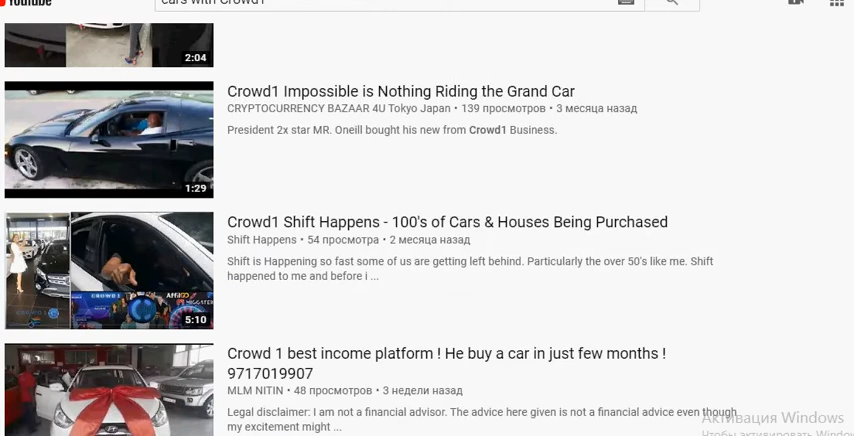 YouTube
cars with Crowd1
2:04
Crowd1 Impossible is Nothing Riding the Grand Car
CRYPTOCURRENCY BAZAAR 4U Tokyo Japan • 139 просмотров • 3 месяца назад
President 2x star MR. Oneill bought his new from Crowd1 Business.
1:29
Crowd1 Shift Happens - 100's of Cars & Houses Being Purchased
Shift Happens • 54 просмотра • 2 месяца назад
Shift is Happening so fast some of us are getting left behind. Particularly the over 50's like me. Shift
happened to me and before i ...
CROWD1
5:10
Crowd 1 best income platform ! He buy a car in just few months !
9717019907
MLM NITIN • 48 просмотров • 3 недели назад
Legal disclaimer: I am not a financial advisor. The advice here given is not a financial advice even though
my excitement might ...
Активация Windows
Чтобы активировать Windows